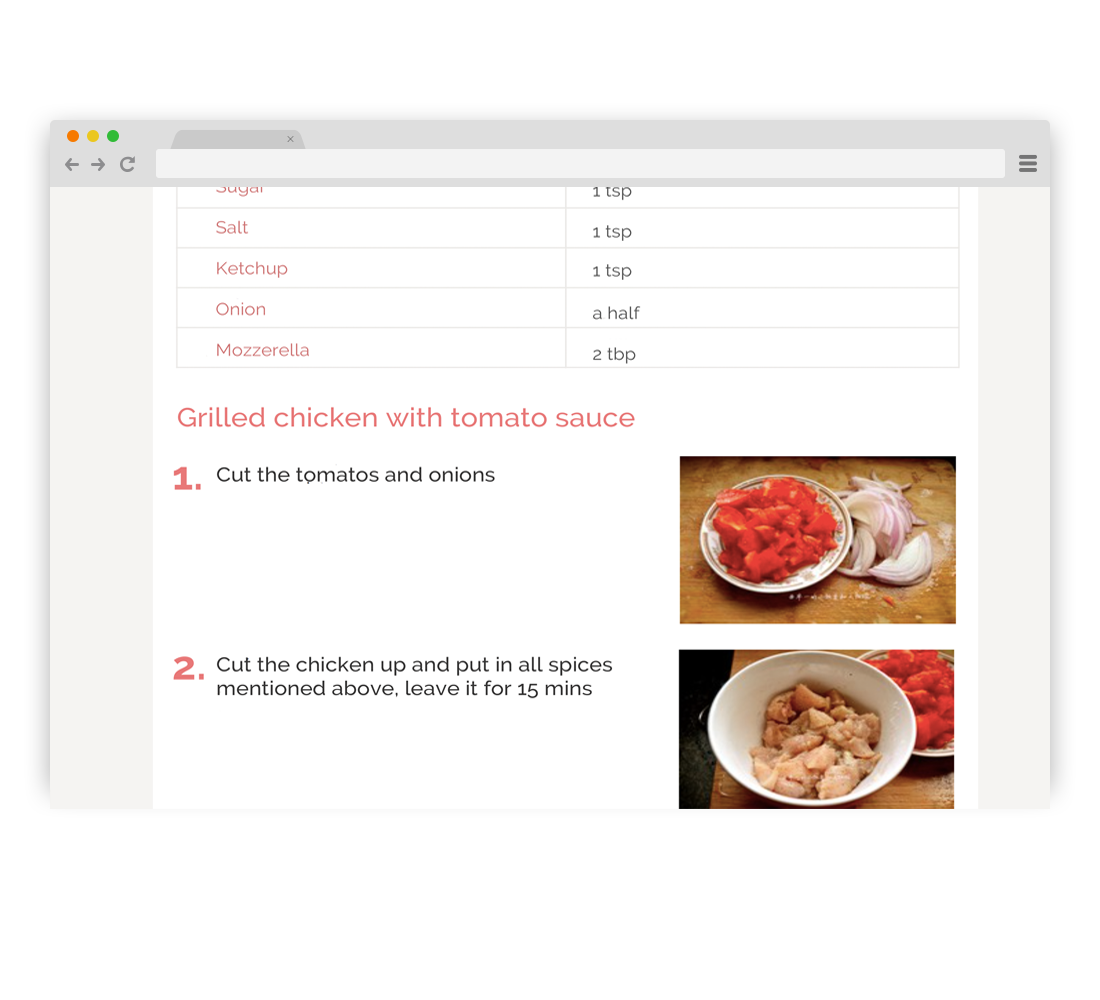 Sugar
1 tsp
Salt
1 tsp
Ketchup
1 tsp
Onion
a half
Mozzerella
2 tbp
Grilled chicken with tomato sauce
1.
Cut the tomatos and onions
2.
Cut the chicken up and put in all spices
mentioned above, leave it for 15 mins